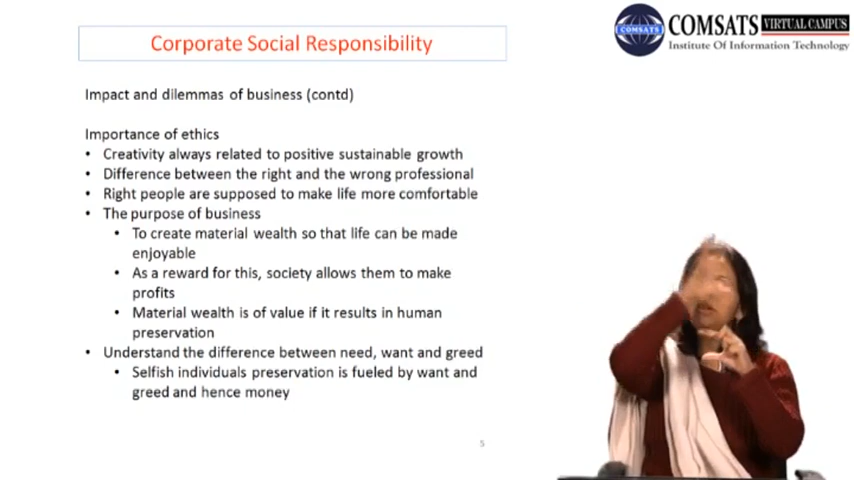 Corporate Social Responsibility
COMSATS
COMSATS VIRTUAL CAMPUS
Institute Of Information Technology
Impact and dilemmas of business (contd)
Importance of ethics
• Creativity always related to positive sustainable growth
• Difference between the right and the wrong professional
• Right people are supposed to make life more comfortable
• The purpose of business
• To create material wealth so that life can be made
enjoyable
• As a reward for this, society allows them to make
profits
• Material wealth is of value if it results in human
preservation
• Understand the difference between need, want and greed
• Selfish individuals preservation is fueled by want and
greed and hence money
5